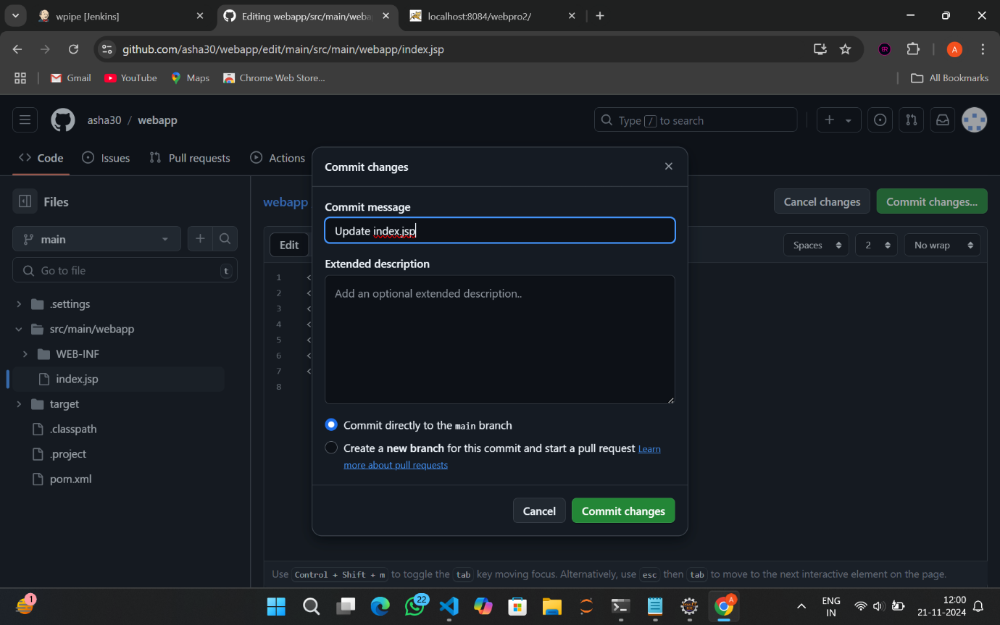 wpipe [Jenkins]
Editing webapp/src/main/weba
localhost:8084/webpro2/
github.com/asha30/webapp/edit/main/src/main/webapp/index.jsp
A
Gmail
YouTube
Maps
Chrome Web Store...
All Bookmarks
asha30 / webapp
Type / to search
Code
Issues
Pull requests
Actions
Files
main
Go to file
t
.settings
src/main/webapp
WEB-INF
index.jsp
target
.classpath
.project
pom.xml
webapp
Cancel changes
Commit changes...
Edit
Spaces
2
No wrap
1 <
2 <
3 <
4 <
5 <
6 <
7 <
8
Commit changes
Commit message
Update index.jsp
Extended description
Add an optional extended description..
Commit directly to the main branch
Create a new branch for this commit and start a pull request Learn
more about pull requests
Cancel
Commit changes
Use Control + Shift + m to toggle the tab key moving focus. Alternatively, use esc then tab to move to the next interactive element on the page.
1
22
A
ENG
IN
12:00
21-11-2024